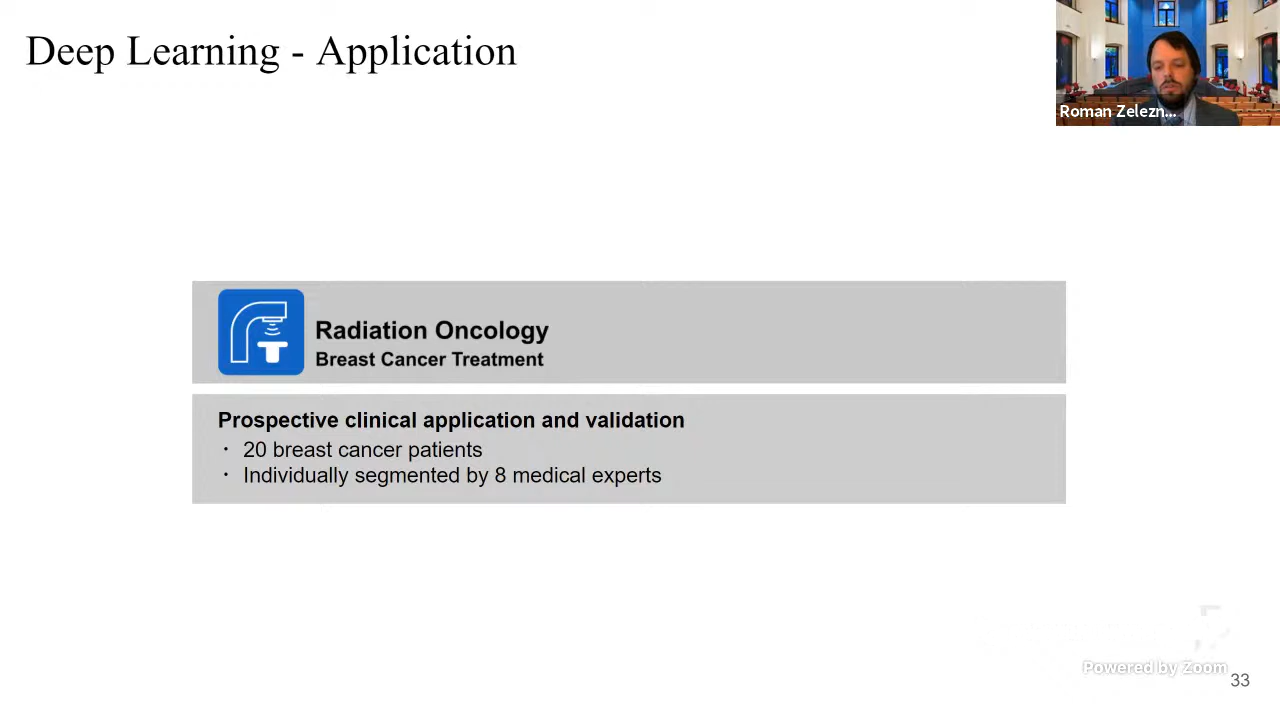 Deep Learning - Application
Roman Zelezn...
Radiation Oncology
Breast Cancer Treatment
Prospective clinical application and validation
· 20 breast cancer patients
· Individually segmented by 8 medical experts
Powered by Zoom
33